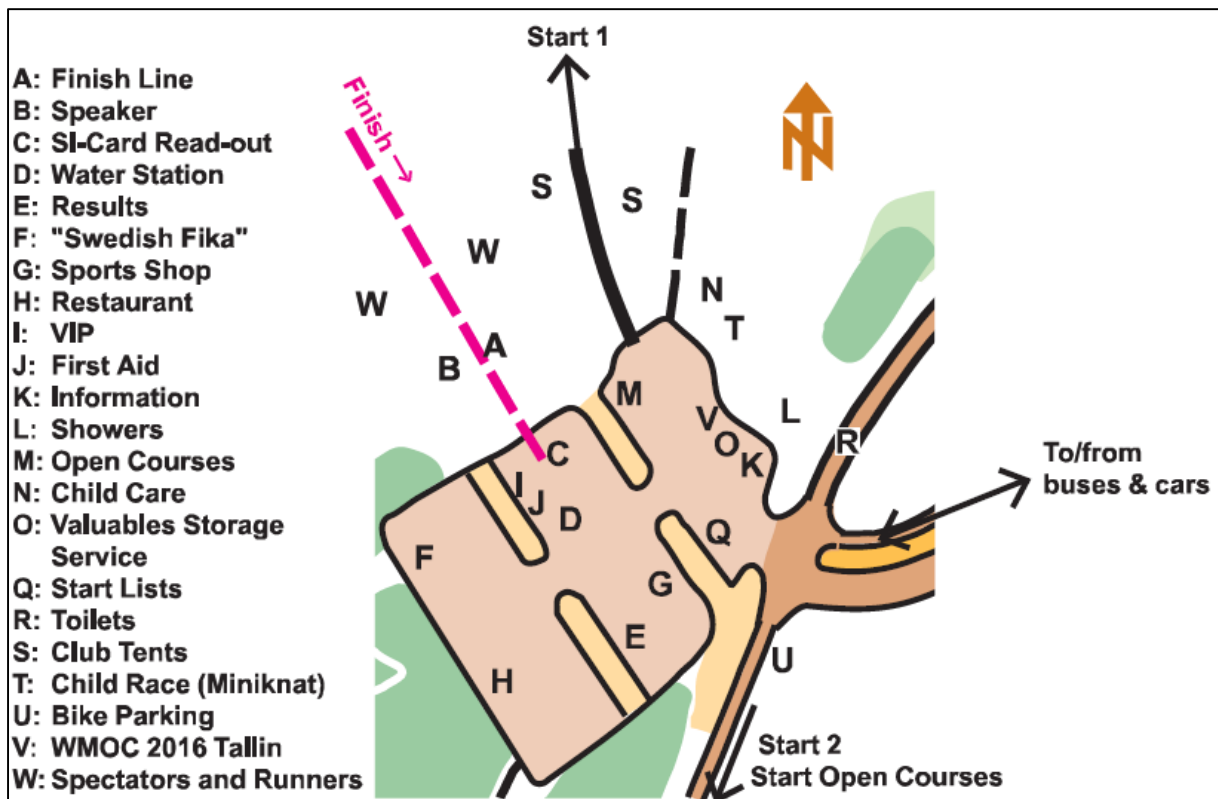 A: Finish Line
B: Speaker
C: SI-Card Read-out
D: Water Station
E: Results
F: "Swedish Fika"
G: Sports Shop
H: Restaurant
I: VIP
J: First Aid
K: Information
L: Showers
M: Open Courses
N: Child Care
O: Valuables Storage
Service
Q: Start Lists
R: Toilets
S: Club Tents
T: Child Race (Miniknat)
U: Bike Parking
V: WMOC 2016 Tallin
W: Spectators and Runners
Start 1
Finish →
N
S
S
W
N
W
T
A
B
M
L
V
O
R
K
C
To/from
buses & cars
I
J
D
Q
F
G
E
U
H
Start 2
Start Open Courses